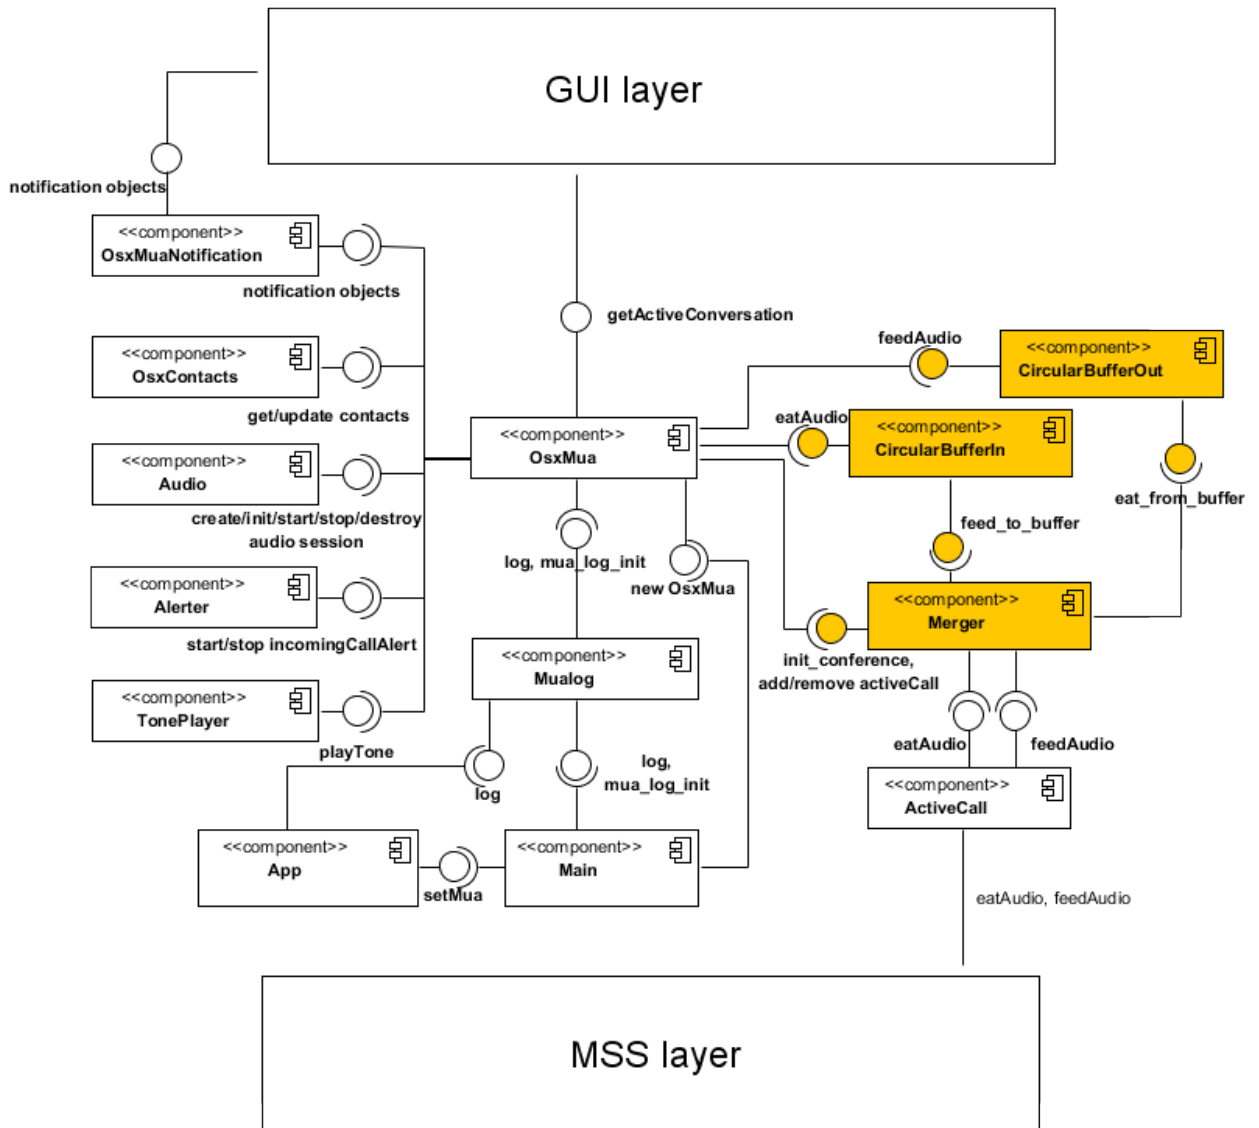 GUI layer
notification objects
<<component>>
OsxMuaNotification
notification objects
getActiveConversation
<<component>>
OsxContacts
get/update contacts
feedAudio
<<component>>
CircularBufferOut
eatAudio
<<component>>
CircularBufferIn
<<component>>
OsxMua
<<component>>
Audio
create/init/start/stop/destroy
audio session
eat_from_buffer
feed_to_buffer
log, mua_log_init
new OsxMua
<<component>>
Alerter
start/stop incomingCallAlert
<<component>>
Merger
init_conference,
add/remove activeCall
<<component>>
Mualog
<<component>>
TonePlayer
playTone
eatAudio
feedAudio
log
log,
mua_log_init
<<component>>
ActiveCall
<<component>>
App
setMua
<<component>>
Main
eatAudio, feedAudio
MSS layer